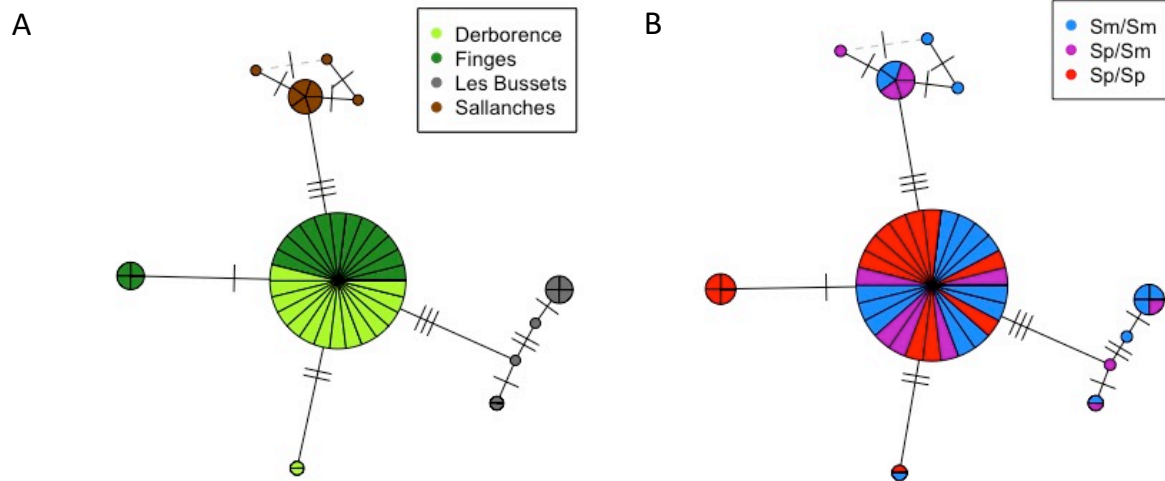 A
Derborence
Finges
Les Bussets
Sallanches
B
Sm/Sm
Sp/Sm
Sp/Sp